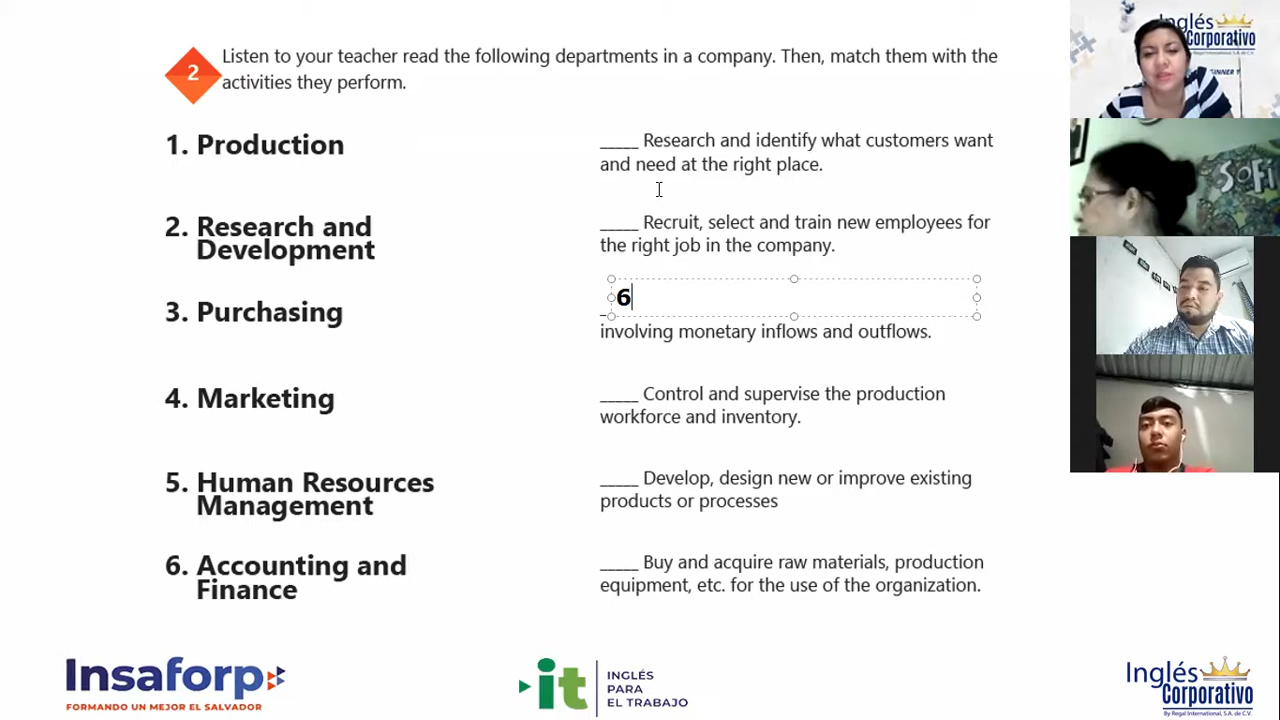 2
Listen to your teacher read the following departments in a company. Then, match them with the
activities they perform.
1. Production
2. Research and
Development
3. Purchasing
4. Marketing
5. Human Resources
Management
6. Accounting and
Finance
_____ Research and identify what customers want
and need at the right place.
_____ Recruit, select and train new employees for
the right job in the company.
6
involving monetary inflows and outflows.
_____ Control and supervise the production
workforce and inventory.
_____ Develop, design new or improve existing
products or processes
_____ Buy and acquire raw materials, production
equipment, etc. for the use of the organization.
Insaforp
FORMANDO UN MEJOR EL SALVADOR
it
INGLÉS
PARA
EL TRABAJO
Inglés
Corporativo
By Regal International, S.A. de C.V.
Inglés
Corporativo
SOFI